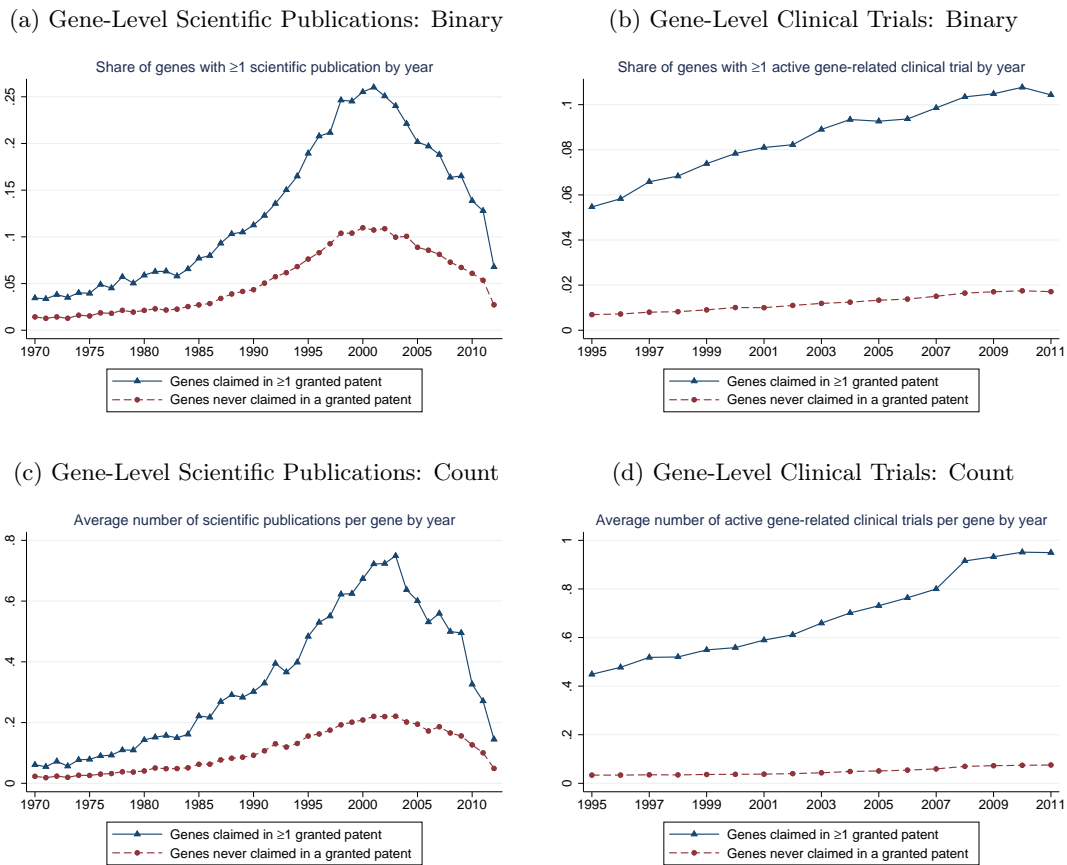 (a) Gene-Level Scientific Publications: Binary
Share of genes with ≥1 scientific publication by year
0 .05 .1 .15 .2 .25
1970 1975 1980 1985 1990 1995 2000 2005 2010
Genes claimed in ≥1 granted patent
Genes never claimed in a granted patent
(b) Gene-Level Clinical Trials: Binary
Share of genes with ≥1 active gene-related clinical trial by year
0 .02 .04 .06 .08 .1
1995 1997 1999 2001 2003 2005 2007 2009 2011
Genes claimed in ≥1 granted patent
Genes never claimed in a granted patent
(c) Gene-Level Scientific Publications: Count
Average number of scientific publications per gene by year
0 .2 .4 .6 .8
1970 1975 1980 1985 1990 1995 2000 2005 2010
Genes claimed in ≥1 granted patent
Genes never claimed in a granted patent
(d) Gene-Level Clinical Trials: Count
Average number of active gene-related clinical trials per gene by year
0 .2 .4 .6 .8 1
1995 1997 1999 2001 2003 2005 2007 2009 2011
Genes claimed in ≥1 granted patent
Genes never claimed in a granted patent